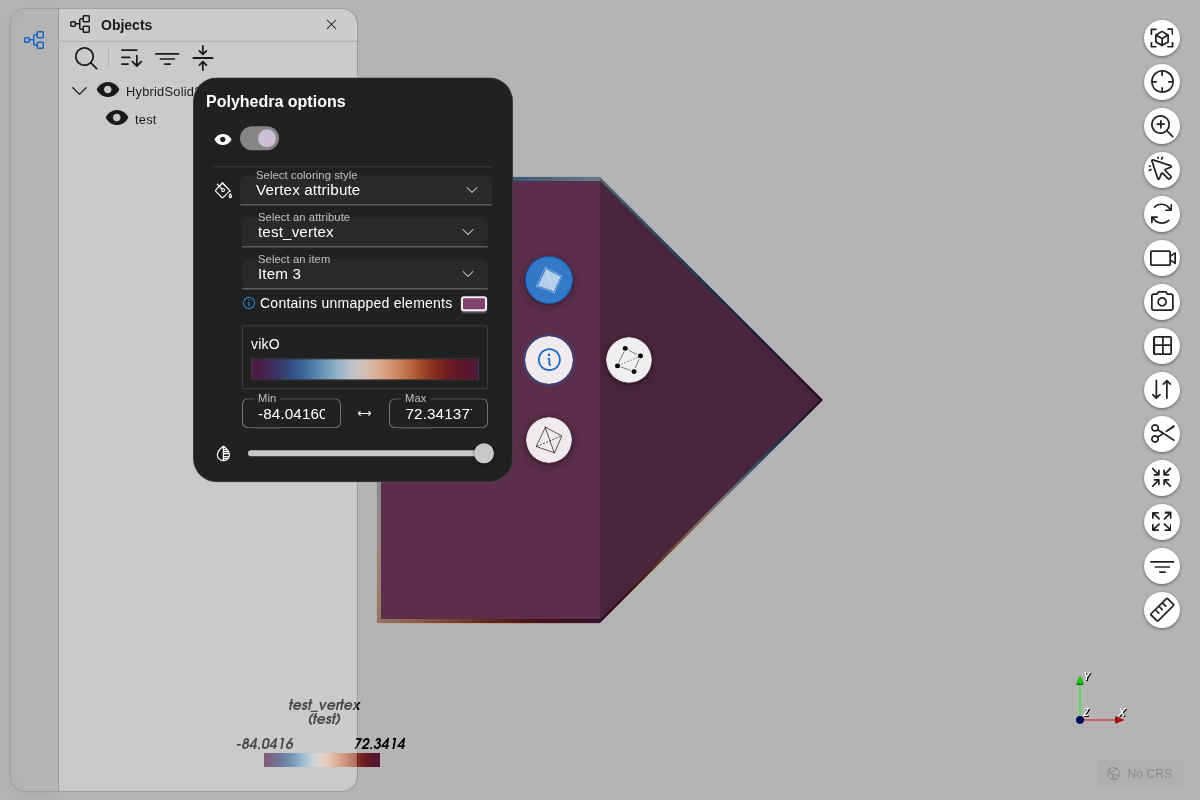 Objects
HybridSolid
test
Polyhedra options
Select coloring style
Vertex attribute
Select an attribute
test_vertex
Select an item
Item 3
Contains unmapped elements
vikO
Min
Max
-84.0416
72.34137
test_vertex
(test)
-84.0416
72.3414
Y
Z
X
No CRS